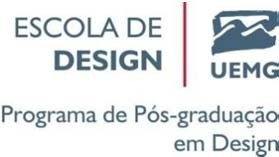 ESCOLA DE
DESIGN
UEMG
Programa de Pós-graduação
em Design